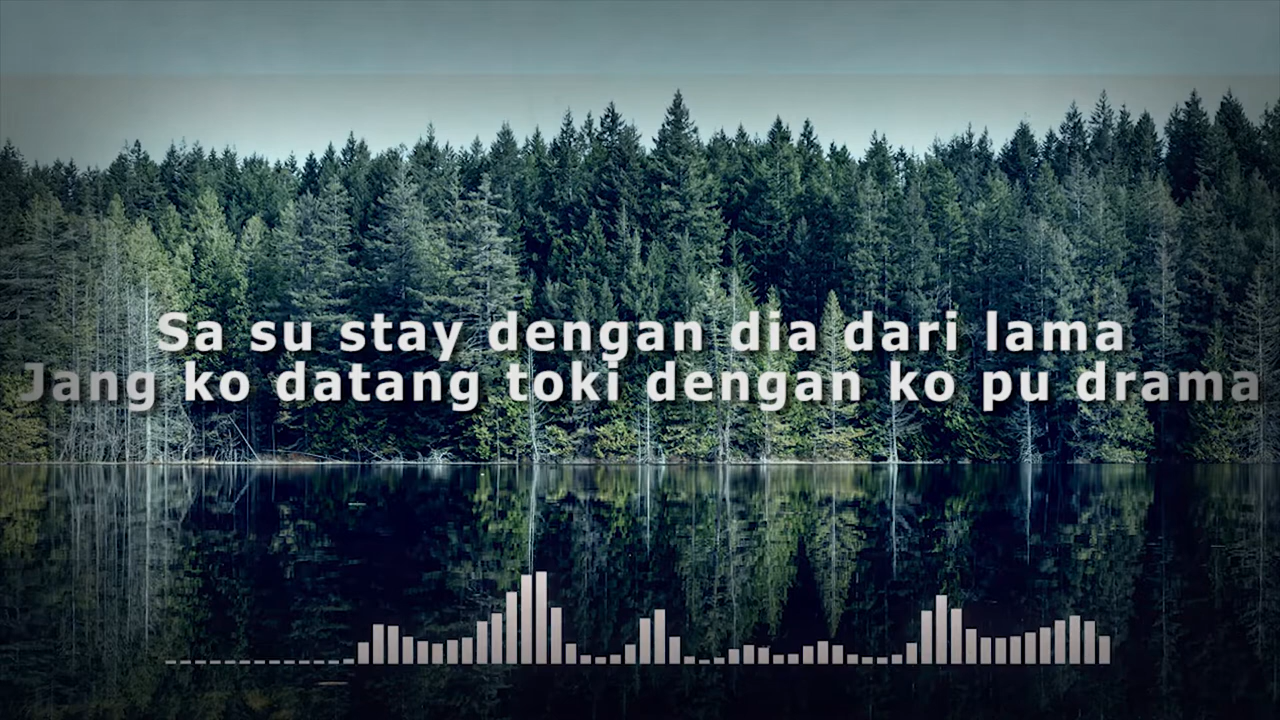 Sa su stay dengan dia dari lama
Jang ko datang toki dengan ko pu drama